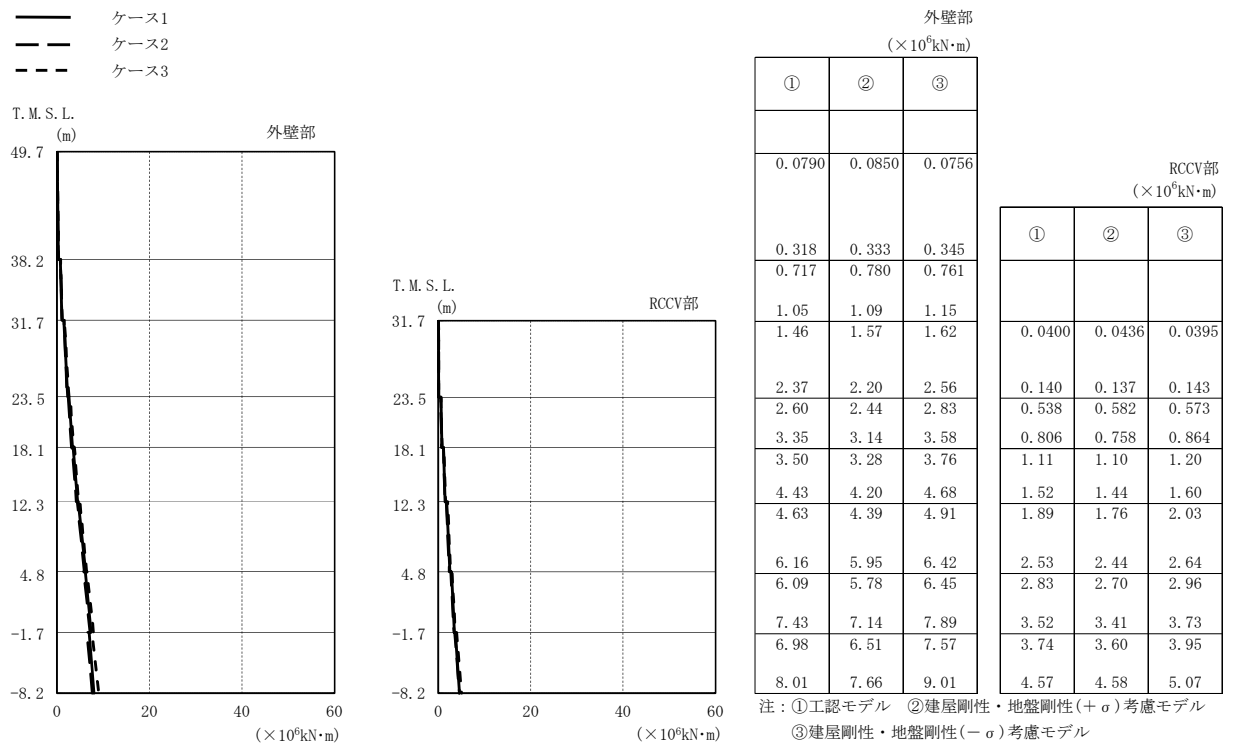 ケース1
ケース2
ケース3
T.M.S.L.
(m)
外壁部
49.7
38.2
31.7
23.5
18.1
12.3
4.8
-1.7
-8.2
0 20 40 60
(×10⁶kN・m)
T.M.S.L.
(m)
RCCV部
31.7
23.5
18.1
12.3
4.8
-1.7
-8.2
0 20 40 60
(×10⁶kN・m)
外壁部
(×10⁶kN・m)
① ② ③
0.0790 0.0850 0.0756
0.318 0.333 0.345
0.717 0.780 0.761
1.05 1.09 1.15
1.46 1.57 1.62
2.37 2.20 2.56
2.60 2.44 2.83
3.35 3.14 3.58
3.50 3.28 3.76
4.43 4.20 4.68
4.63 4.39 4.91
6.16 5.95 6.42
6.09 5.78 6.45
7.43 7.14 7.89
6.98 6.51 7.57
8.01 7.66 9.01
RCCV部
(×10⁶kN・m)
① ② ③
0.0400 0.0436 0.0395
0.140 0.137 0.143
0.538 0.582 0.573
0.806 0.758 0.864
1.11 1.10 1.20
1.52 1.44 1.60
1.89 1.76 2.03
2.53 2.44 2.64
2.83 2.70 2.96
3.52 3.41 3.73
3.74 3.60 3.95
4.57 4.58 5.07
注：①工認モデル ②建屋剛性・地盤剛性(＋σ)考慮モデル
③建屋剛性・地盤剛性(－σ)考慮モデル